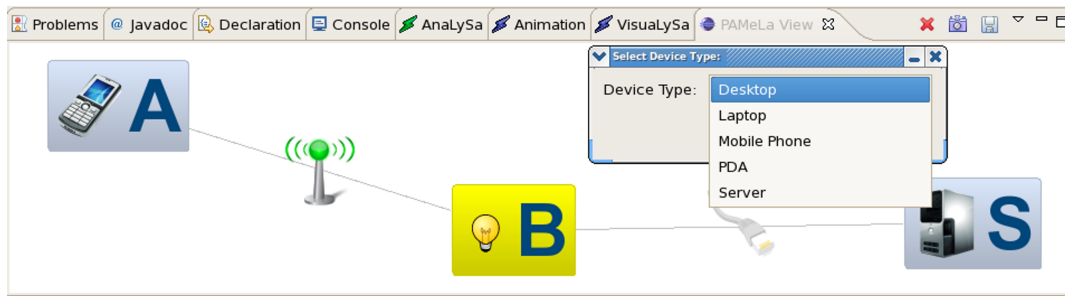 Problems @ Javadoc Declaration Console AnaLySa Animation VisuaLySa PAMeLa View
Select Device Type:
Device Type: Desktop
Laptop
Mobile Phone
PDA
Server
A
B
S